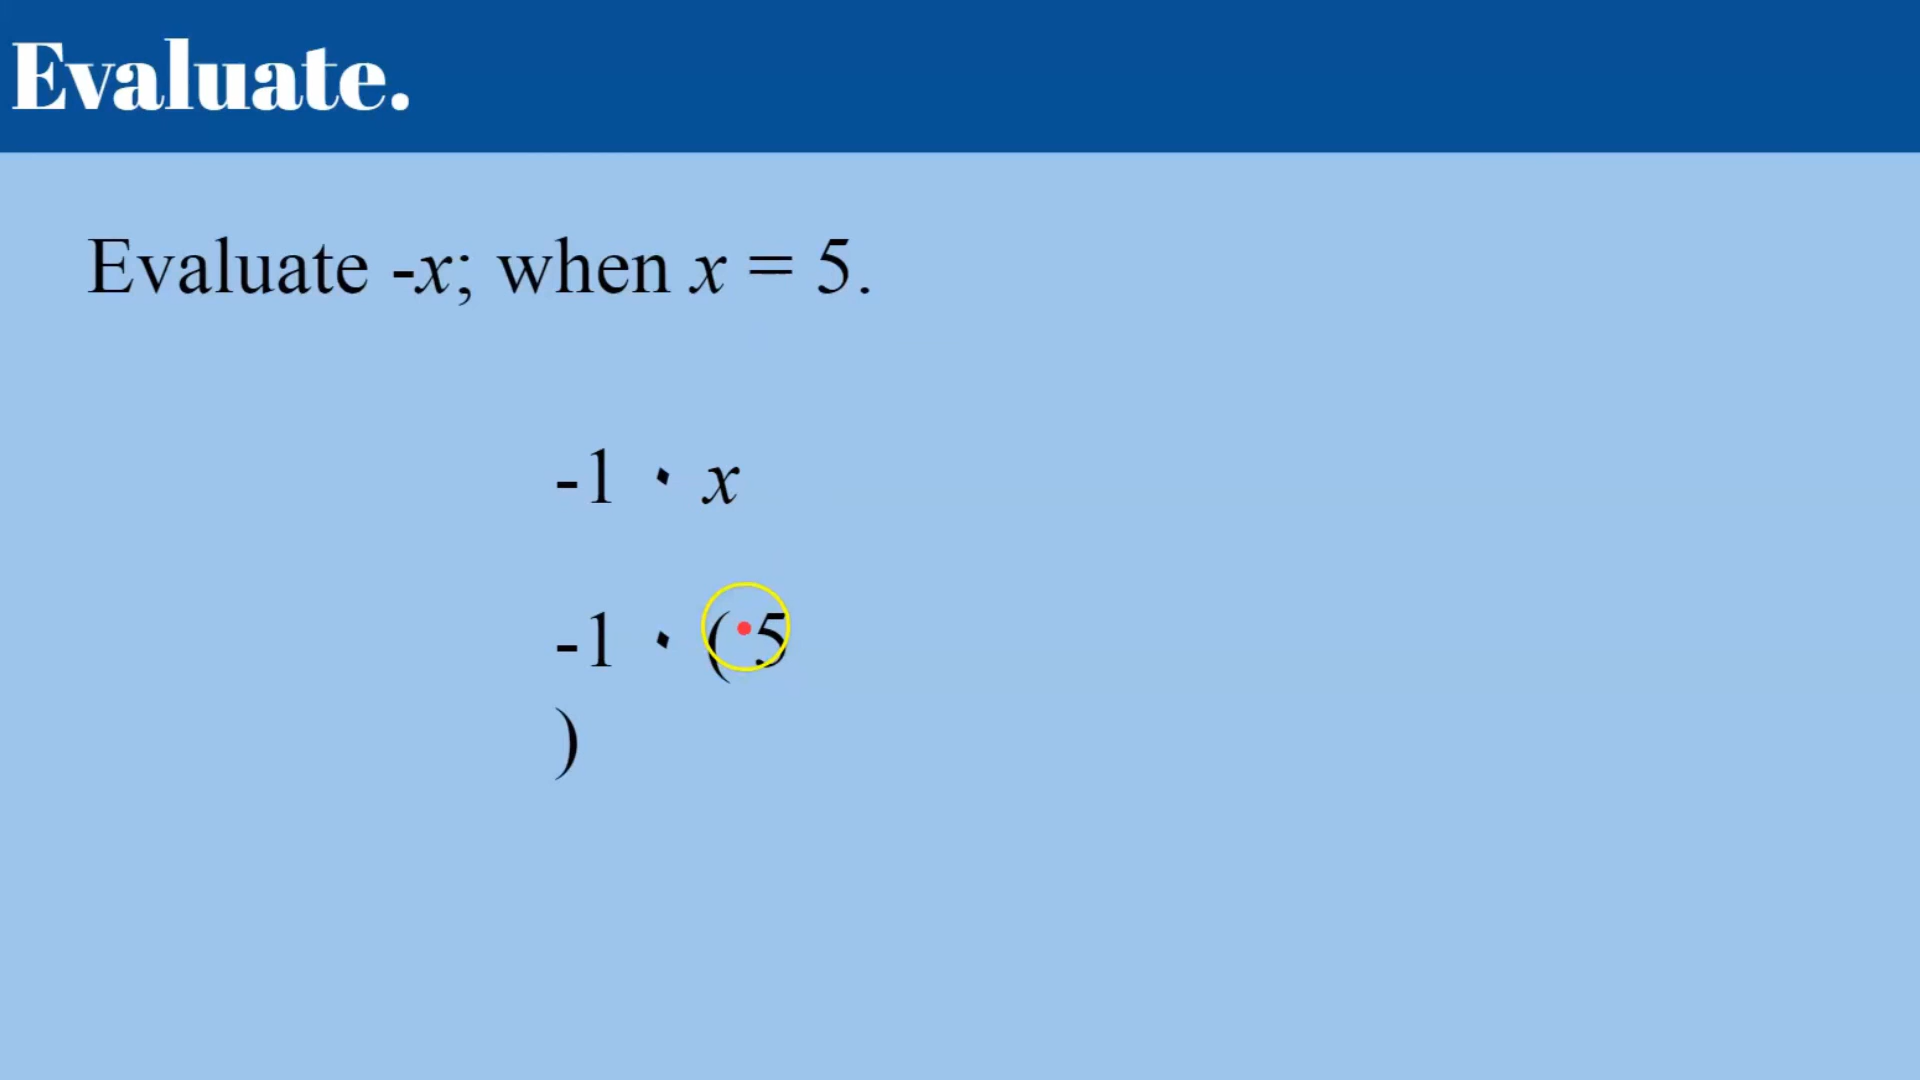 Evaluate.
Evaluate -x; when x = 5.
-1 · x
-1 · (5
)